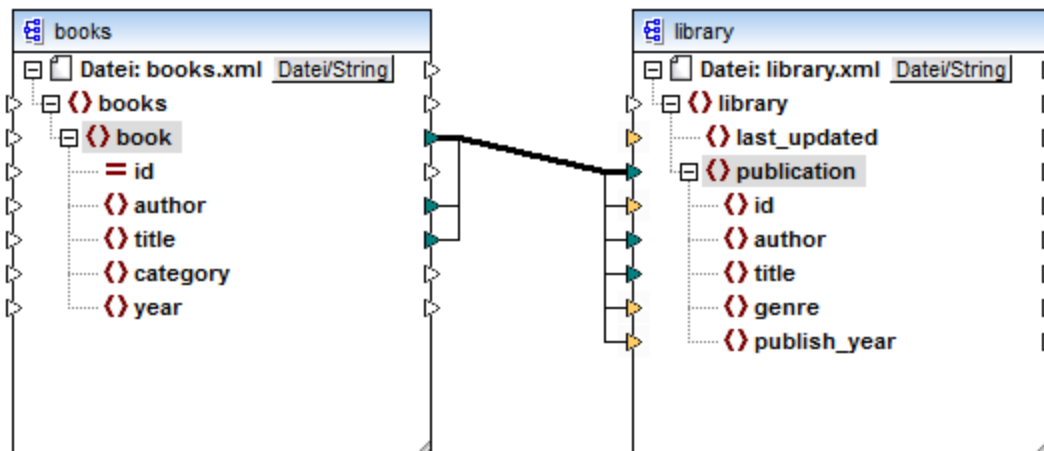 books
Datei: books.xml Datei/String
books
book
id
author
title
category
year
library
Datei: library.xml Datei/String
library
last_updated
publication
id
author
title
genre
publish_year